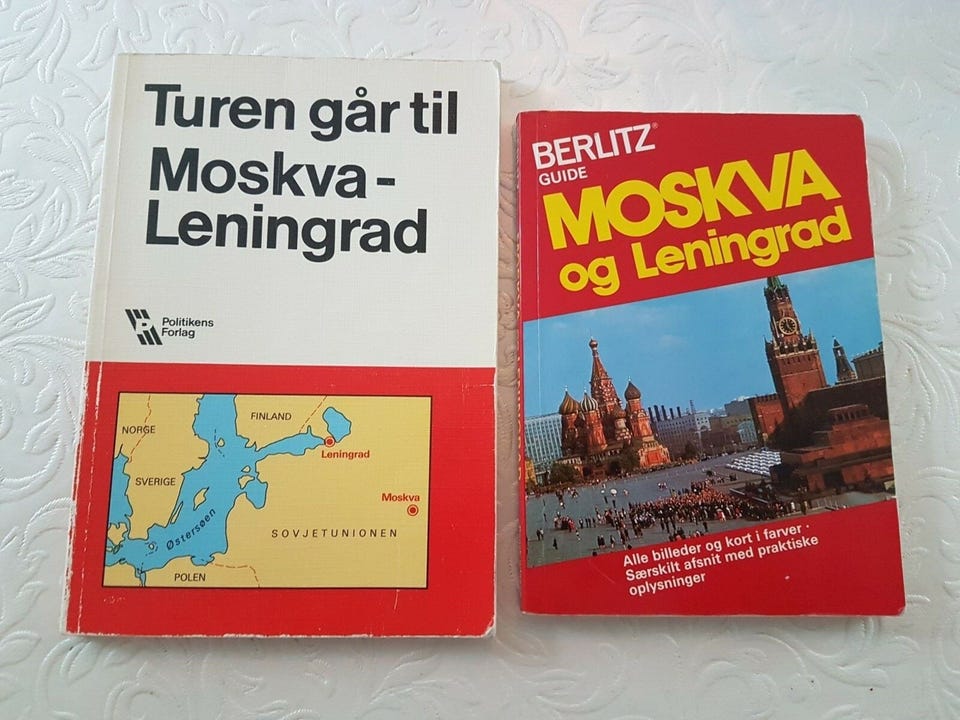 Turen går til
Moskva-
Leningrad
Politikens
Forlag
NORGE
FINLAND
Leningrad
SVERIGE
Moskva
Østersøen
SOVJETUNIONEN
POLEN
BERLITZ®
GUIDE
MOSKVA
og Leningrad
Alle billeder og kort i farver ·
Særskilt afsnit med praktiske
oplysninger